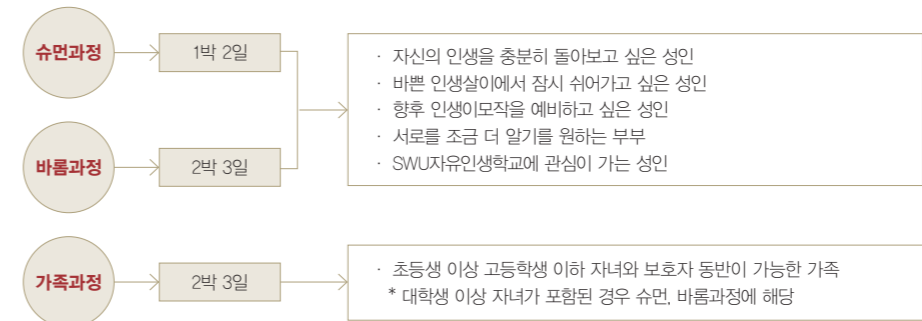 슈먼과정
1박 2일
바롬과정
2박 3일
· 자신의 인생을 충분히 돌아보고 싶은 성인
· 바쁜 인생살이에서 잠시 쉬어가고 싶은 성인
· 향후 인생이모작을 예비하고 싶은 성인
· 서로를 조금 더 알기를 원하는 부부
· SWU자유인생학교에 관심이 가는 성인
가족과정
2박 3일
· 초등생 이상 고등학생 이하 자녀와 보호자 동반이 가능한 가족
* 대학생 이상 자녀가 포함된 경우 슈먼, 바롬과정에 해당